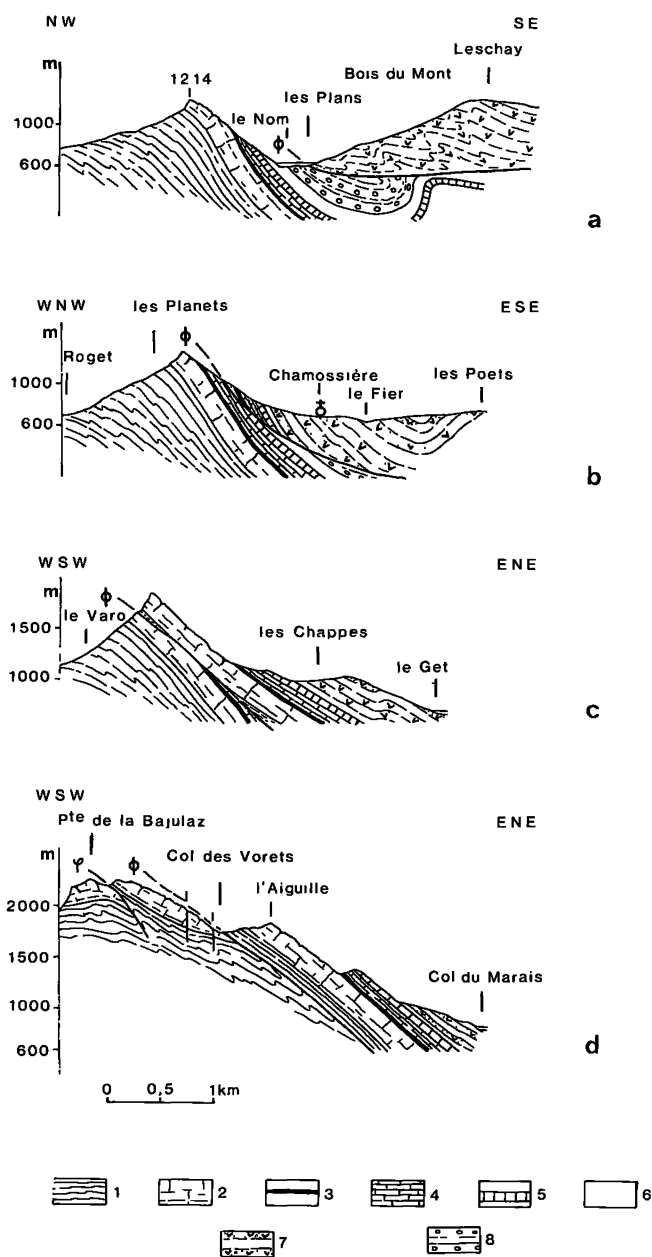 NW SE
Leschay
m 1214 Bois du Mont
les Plans
le Nom
1000
600
a
WNW les Planets ESE
m
Roget
Chamossière les Poets
1000 le Fier
600
b
WSW ENE
m
le Varo
1500 les Chappes
le Get
1000
c
WSW
pte de la Bajulaz ENE
m φ Col des Vorets
l'Aiguille
2000
1500
Col du Marais
1000
600
d
0 0,5 1km
1 2 3 4 5 6
7 8